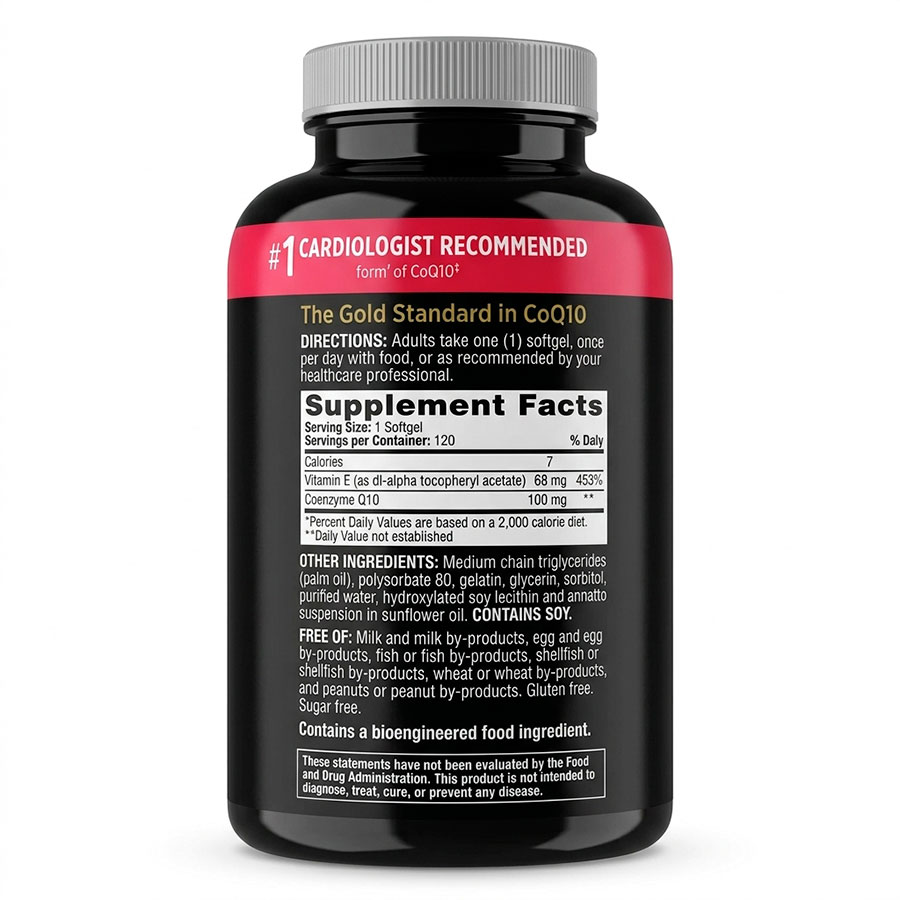 #1 CARDIOLOGIST RECOMMENDED
form' of CoQ10‡
The Gold Standard in CoQ10
DIRECTIONS: Adults take one (1) softgel, once
per day with food, or as recommended by your
healthcare professional.
Supplement Facts
Serving Size: 1 Softgel
Servings per Container: 120 % Daly
Calories 7
Vitamin E (as dl-alpha tocopheryl acetate) 68 mg 453%
Coenzyme Q10 100 mg **
*Percent Daily Values are based on a 2,000 calorie diet.
**Daily Value not established
OTHER INGREDIENTS: Medium chain triglycerides
(palm oil), polysorbate 80, gelatin, glycerin, sorbitol,
purified water, hydroxylated soy lecithin and annatto
suspension in sunflower oil. CONTAINS SOY.
FREE OF: Milk and milk by-products, egg and egg
by-products, fish or fish by-products, shellfish or
shellfish by-products, wheat or wheat by-products,
and peanuts or peanut by-products. Gluten free.
Sugar free.
Contains a bioengineered food ingredient.
These statements have not been evaluated by the Food
and Drug Administration. This product is not intended to
diagnose, treat, cure, or prevent any disease.